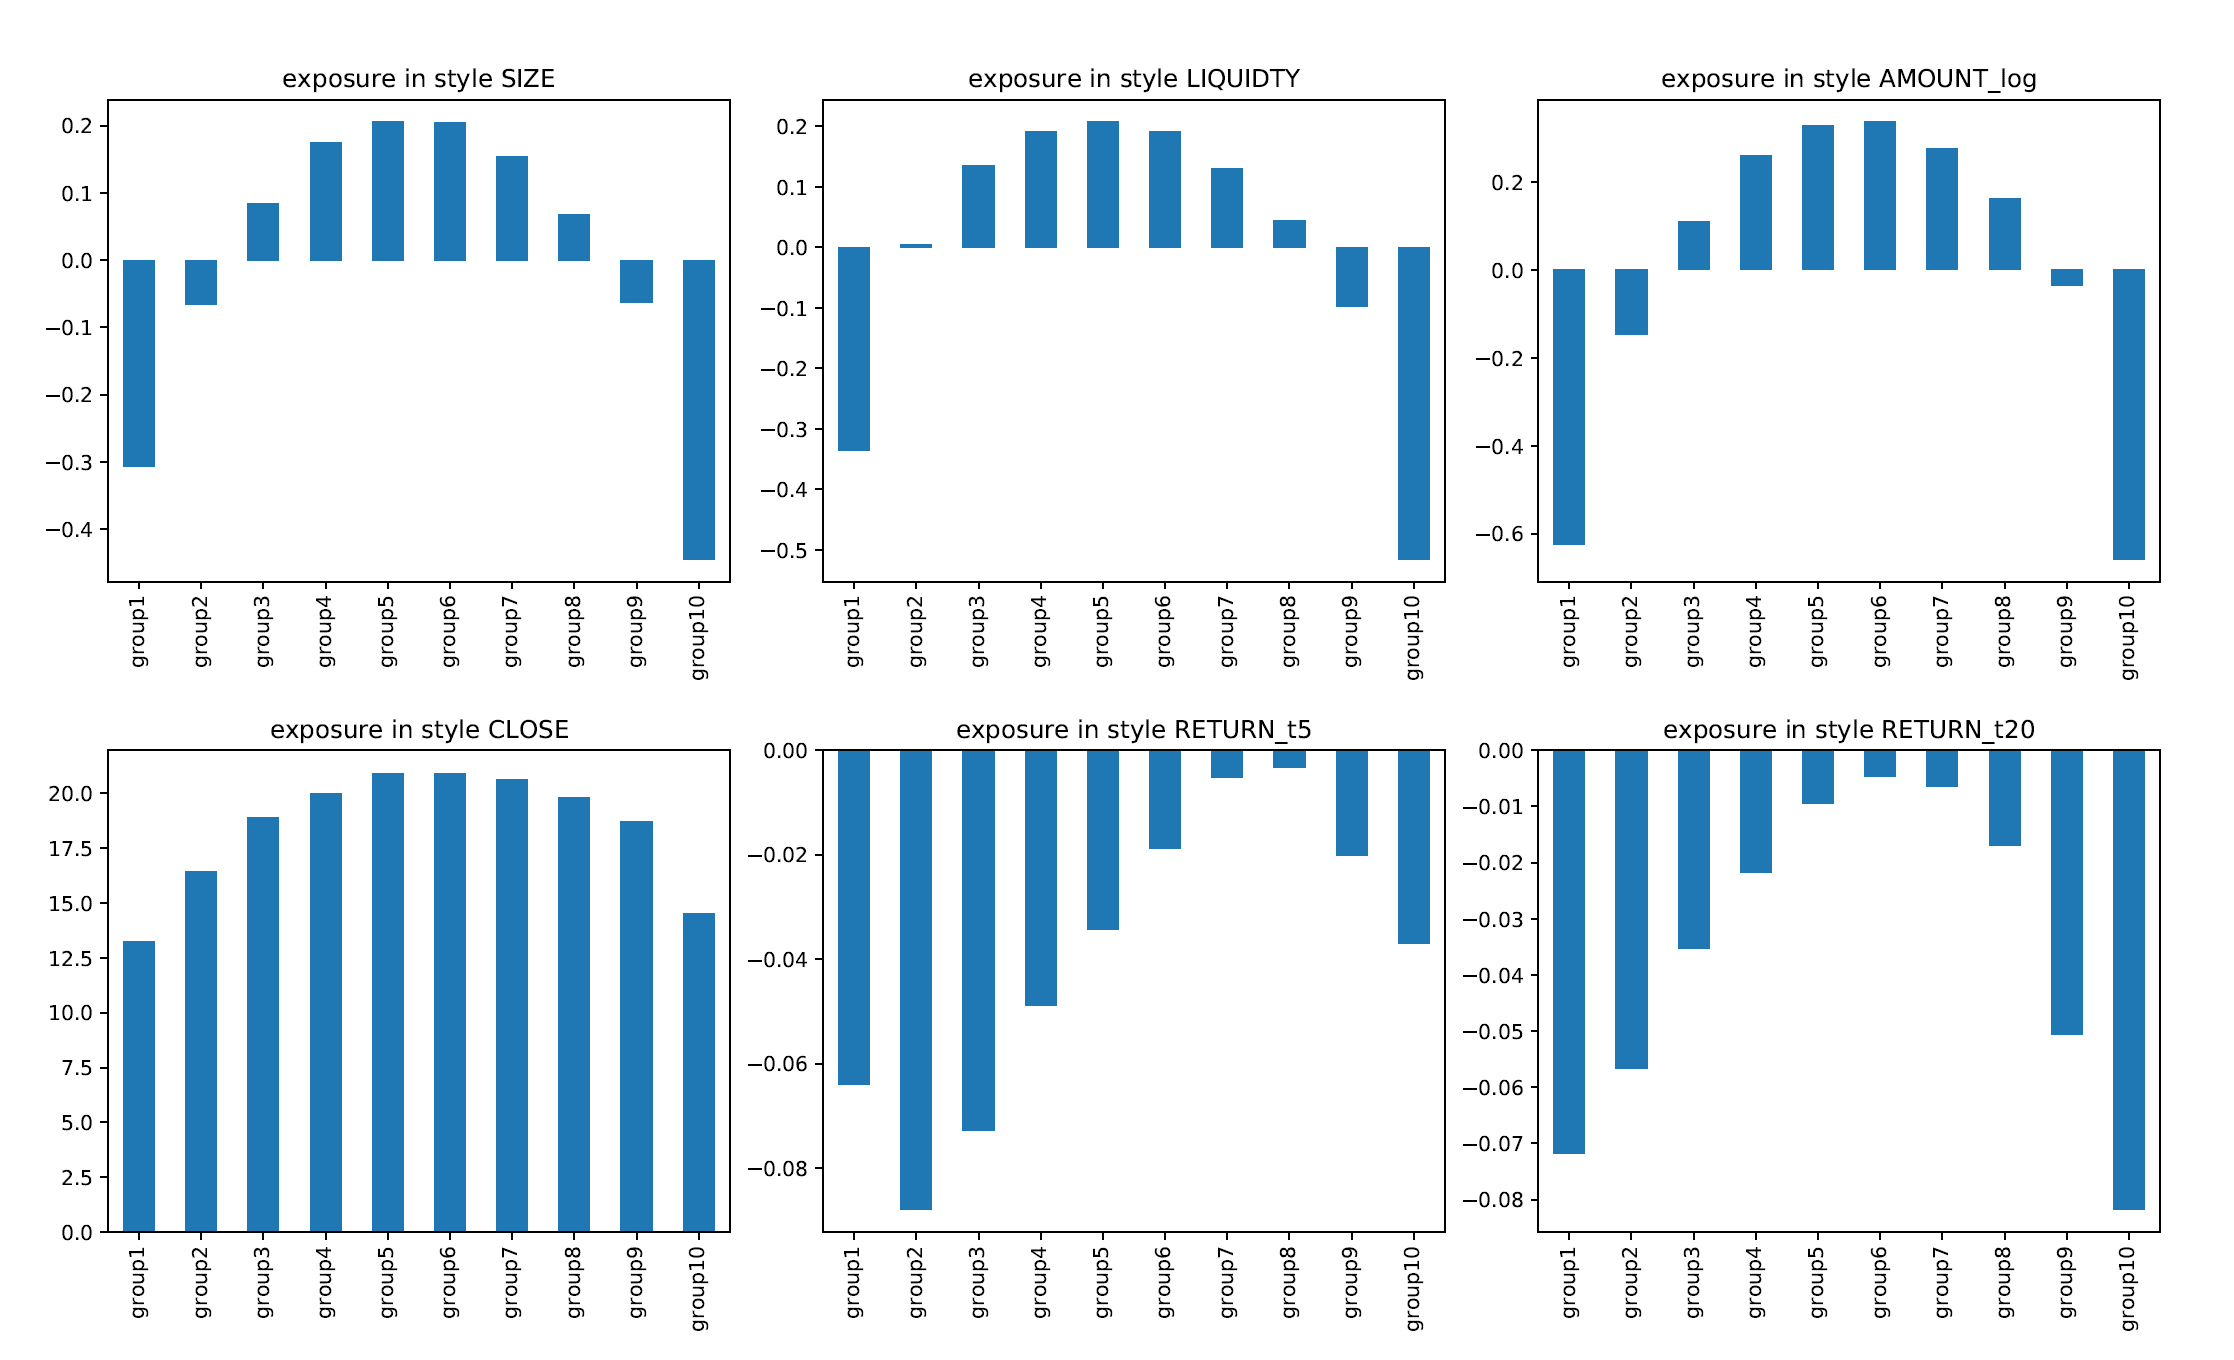 exposure in style SIZE
0.2
0.1
0.0
−0.1
−0.2
−0.3
−0.4
group1
group2
group3
group4
group5
group6
group7
group8
group9
group10
exposure in style LIQUIDTY
0.2
0.1
0.0
−0.1
−0.2
−0.3
−0.4
−0.5
group1
group2
group3
group4
group5
group6
group7
group8
group9
group10
exposure in style AMOUNT_log
0.2
0.0
−0.2
−0.4
−0.6
group1
group2
group3
group4
group5
group6
group7
group8
group9
group10
exposure in style CLOSE
20.0
17.5
15.0
12.5
10.0
7.5
5.0
2.5
0.0
group1
group2
group3
group4
group5
group6
group7
group8
group9
group10
exposure in style RETURN_t5
0.00
−0.02
−0.04
−0.06
−0.08
group1
group2
group3
group4
group5
group6
group7
group8
group9
group10
exposure in style RETURN_t20
0.00
−0.01
−0.02
−0.03
−0.04
−0.05
−0.06
−0.07
−0.08
group1
group2
group3
group4
group5
group6
group7
group8
group9
group10